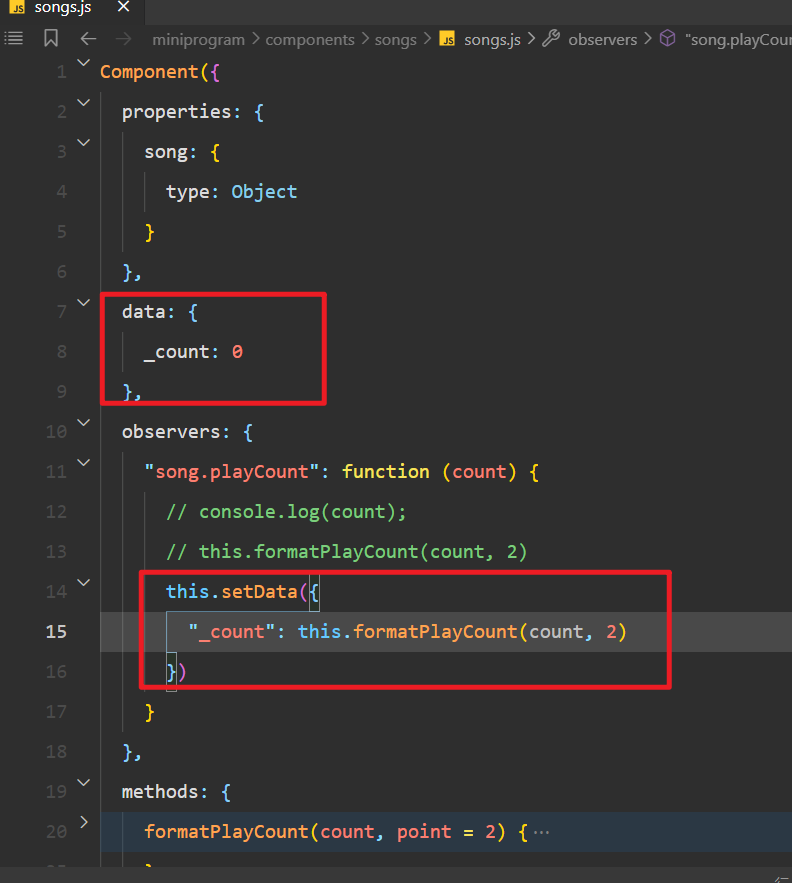 JS songs.js ×
miniprogram > components > songs > JS songs.js > observers > "song.playCoun
1 Component({
2 properties: {
3 song: {
4 type: Object
5 }
6 },
7 data: {
8 _count: 0
9 },
10 observers: {
11 "song.playCount": function (count) {
12 // console.log(count);
13 // this.formatPlayCount(count, 2)
14 this.setData({
15 "_count": this.formatPlayCount(count, 2)
16 })
17 }
18 },
19 methods: {
20 formatPlayCount(count, point = 2) { ···